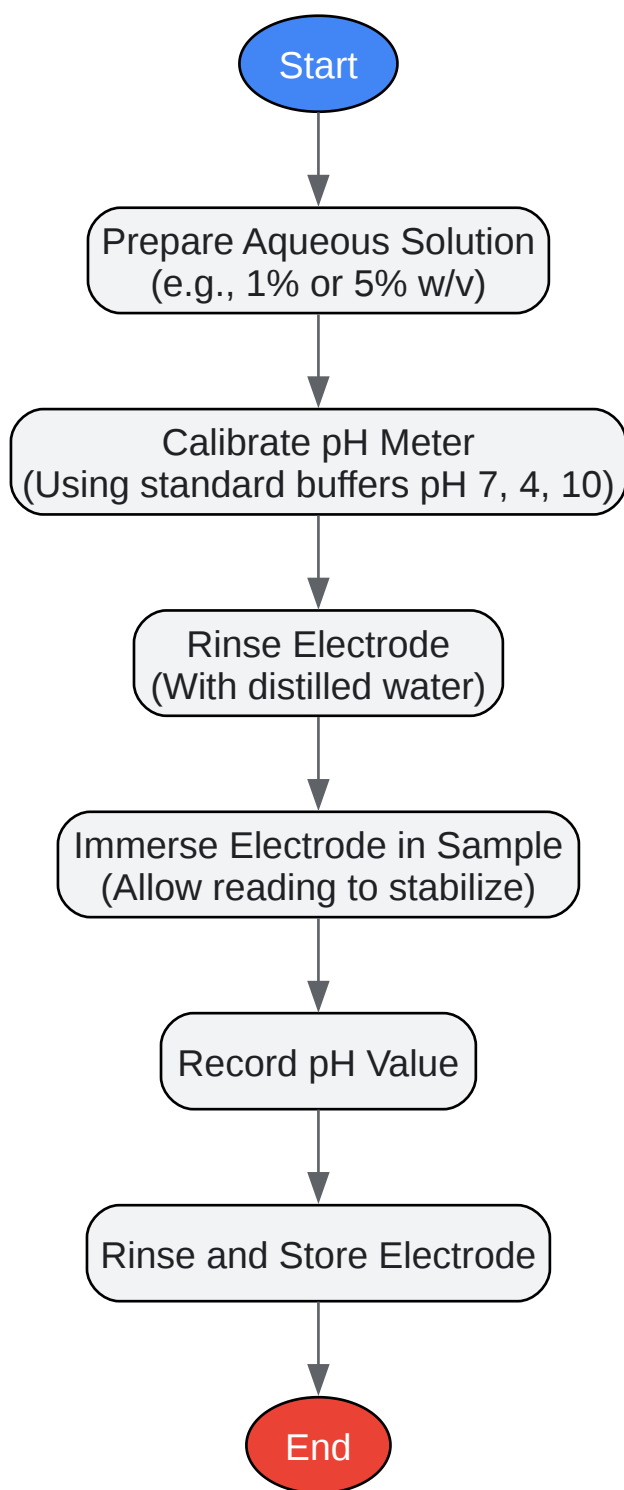 Start
Prepare Aqueous Solution
(e.g., 1% or 5% w/v)
Calibrate pH Meter
(Using standard buffers pH 7, 4, 10)
Rinse Electrode
(With distilled water)
Immerse Electrode in Sample
(Allow reading to stabilize)
Record pH Value
Rinse and Store Electrode
End